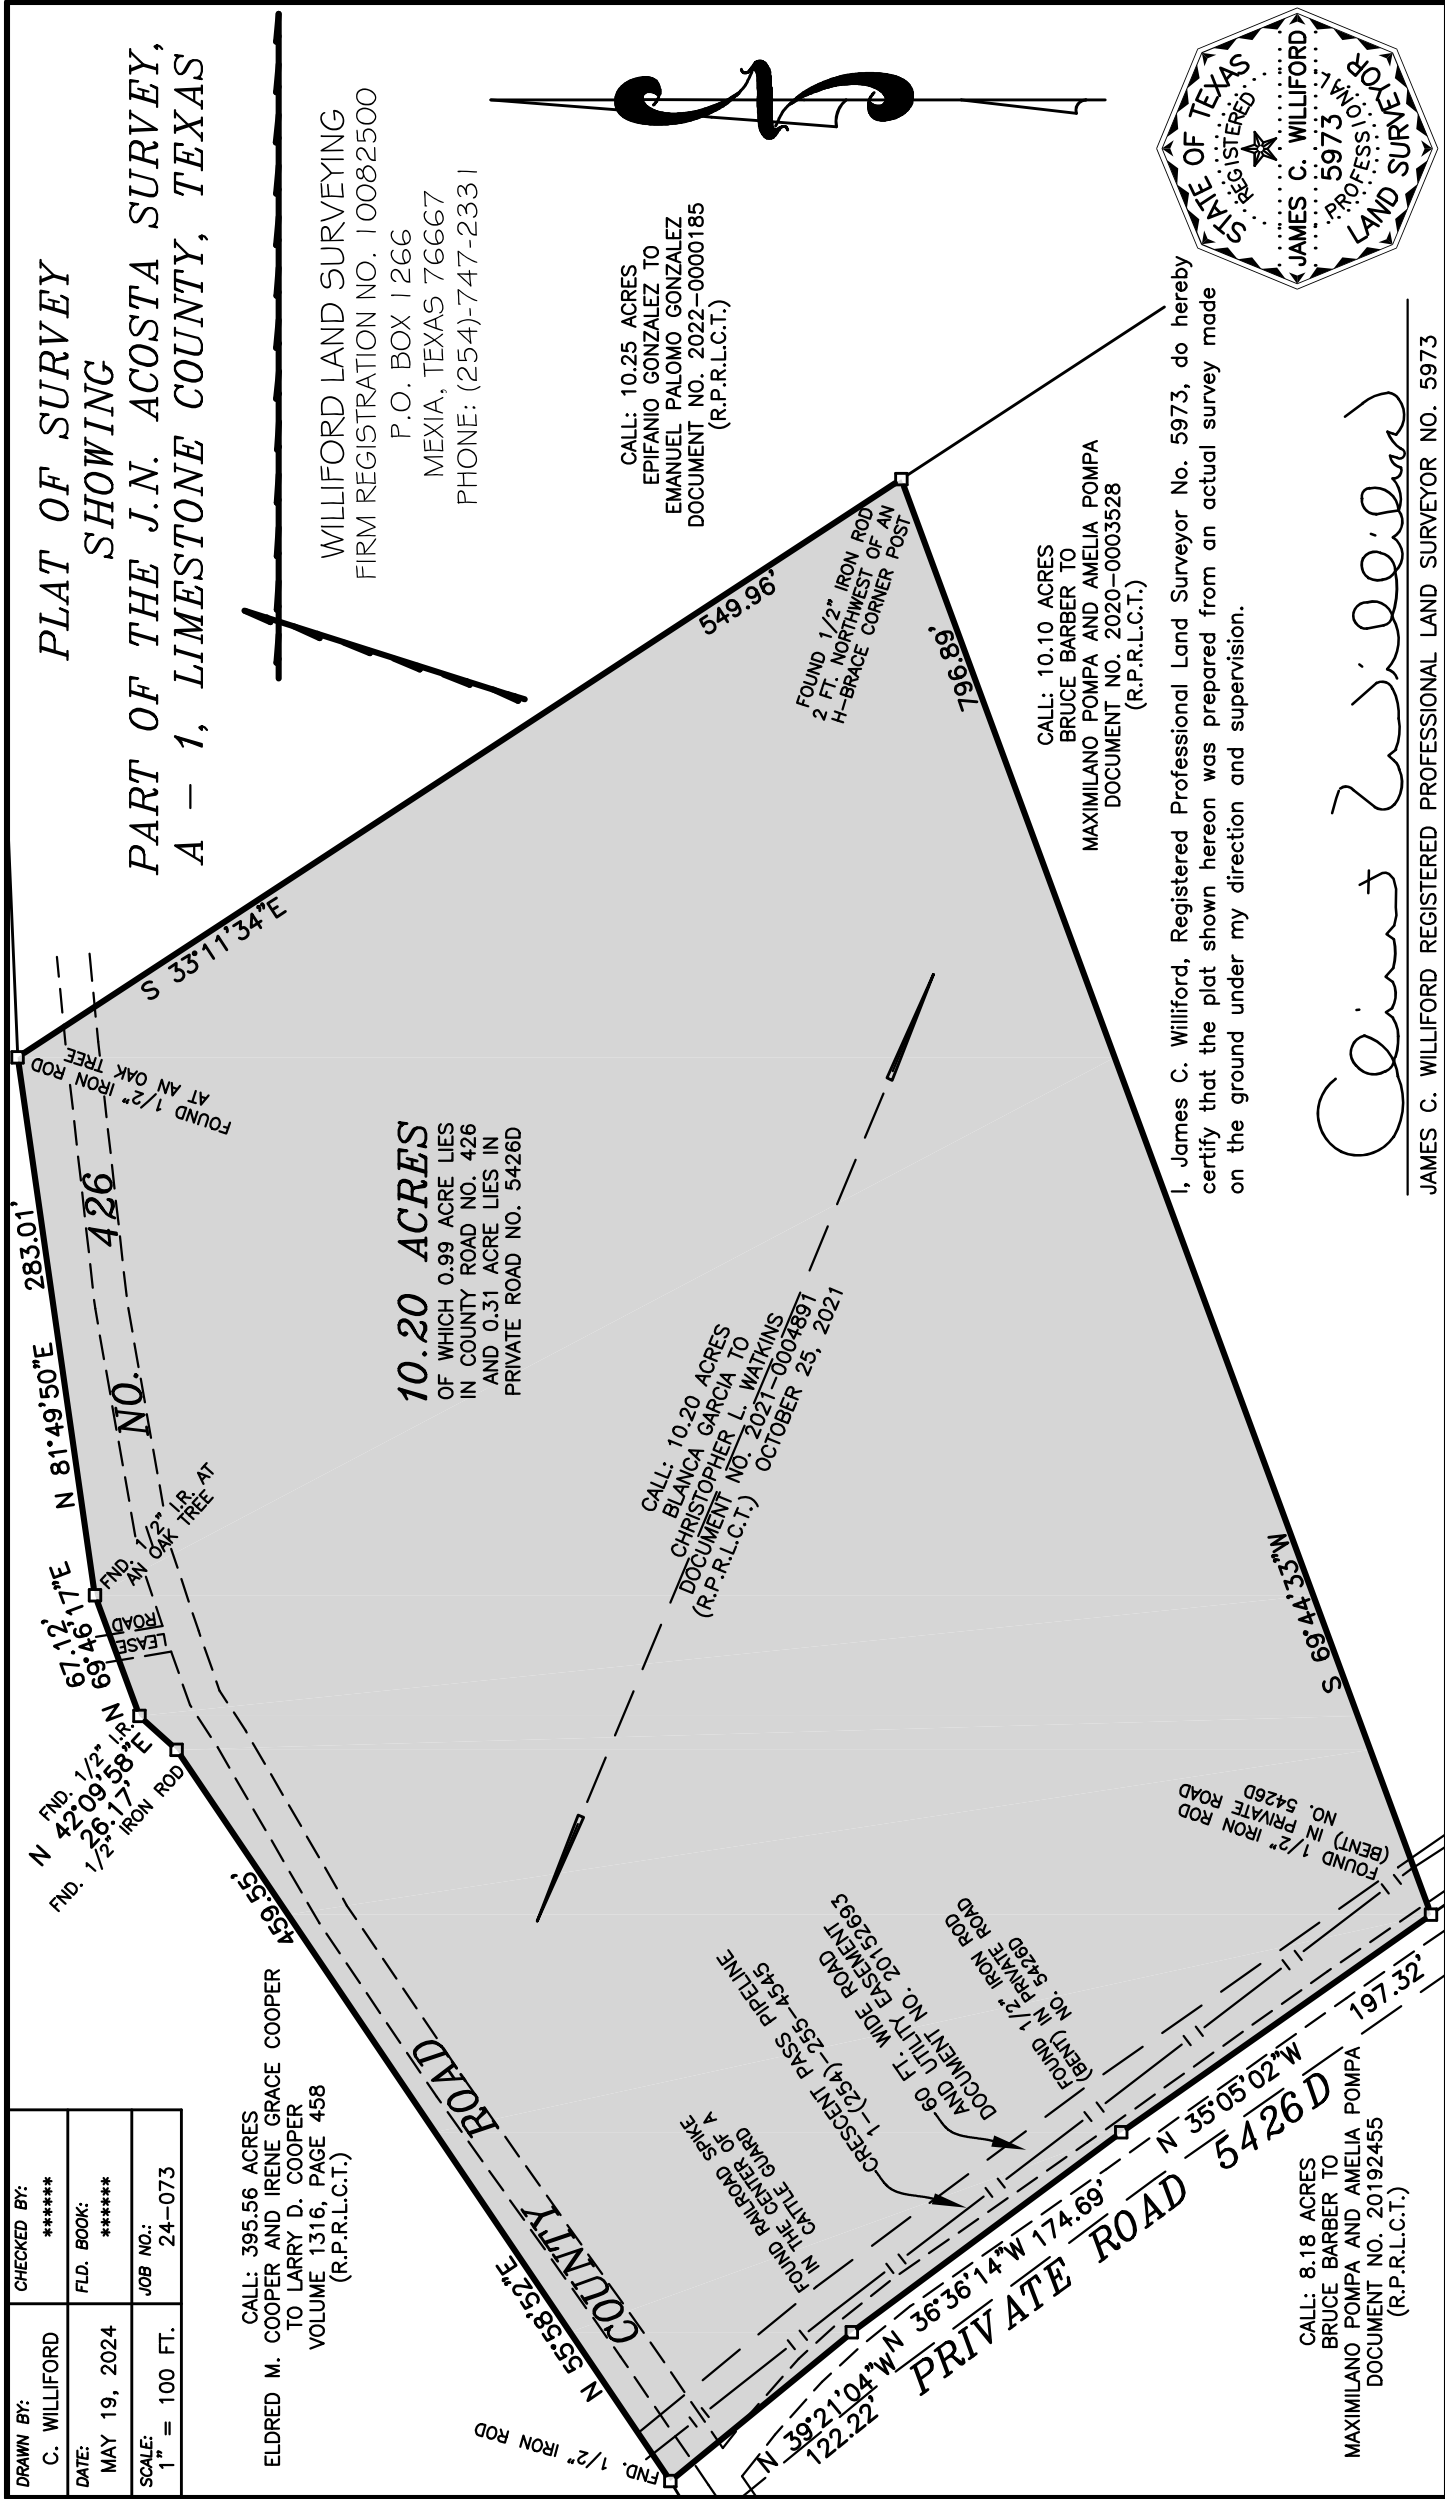 DRAWN BY:
C. WILLIFORD
CHECKED BY:
*******
DATE:
MAY 19, 2024
FLD. BOOK:
*******
SCALE:
1" = 100 FT.
JOB NO.:
24-073
PLAT OF SURVEY
SHOWING
PART OF THE J.N. ACOSTA SURVEY,
A - 1, LIMESTONE COUNTY, TEXAS
WILLIFORD LAND SURVEYING
FIRM REGISTRATION NO. 10082500
P.O. BOX 1266
MEXIA, TEXAS 76667
PHONE: (254)-747-2331
CALL: 395.56 ACRES
ELDRED M. COOPER AND IRENE GRACE COOPER
TO LARRY D. COOPER
VOLUME 1316, PAGE 458
(R.P.R.L.C.T.)
FND. 1/2" I.R.
N 42°09'58"E
26.17'
FND. 1/2" IRON ROD
67.12'
N 69°46'17"E
LEASE
ROAD
FND. 1/2" I.R. AT
AN OAK TREE
N 81°49'50"E 283.01'
FOUND 1/2" IRON ROD
AT AN OAK TREE
S 33°11'34"E 549.96'
N 55°58'52"E 459.55'
COUNTY ROAD NO. 426
FND. 1/2" IRON ROD
10.20 ACRES
OF WHICH 0.99 ACRE LIES
IN COUNTY ROAD NO. 426
AND 0.31 ACRE LIES IN
PRIVATE ROAD NO. 5426D
CALL: 10.25 ACRES
EPIFANIO GONZALEZ TO
EMANUEL PALOMO GONZALEZ
DOCUMENT NO. 2022-0000185
(R.P.R.L.C.T.)
CALL: 10.20 ACRES
BLANCA GARCIA TO
CHRISTOPHER L. WATKINS
DOCUMENT NO. 2021-0004891
(R.P.R.L.C.T.) OCTOBER 25, 2021
FOUND 1/2" IRON ROD
2 FT. NORTHWEST OF AN
H-BRACE CORNER POST
S 69°44'33"W 796.89'
FOUND RAILROAD SPIKE
IN THE CENTER OF A
CATTLE GUARD
CRESCENT PASS PIPELINE
1-(254)-255-4545
60 FT. WIDE ROAD
AND UTILITY EASEMENT
DOCUMENT NO. 20152693
FOUND 1/2" IRON ROD
(BENT) IN PRIVATE ROAD
NO. 5426D
FOUND 1/2" IRON ROD
(BENT) IN PRIVATE ROAD
NO. 5426D
N 39°21'04"W
122.22'
N 36°36'14"W 174.69'
N 35°05'02"W 197.32'
PRIVATE ROAD 5426D
CALL: 8.18 ACRES
BRUCE BARBER TO
MAXIMILANO POMPA AND AMELIA POMPA
DOCUMENT NO. 20192455
(R.P.R.L.C.T.)
CALL: 10.10 ACRES
BRUCE BARBER TO
MAXIMILANO POMPA AND AMELIA POMPA
DOCUMENT NO. 2020-0003528
(R.P.R.L.C.T.)
I, James C. Williford, Registered Professional Land Surveyor No. 5973, do hereby
certify that the plat shown hereon was prepared from an actual survey made
on the ground under my direction and supervision.
Clint Williford
JAMES C. WILLIFORD REGISTERED PROFESSIONAL LAND SURVEYOR NO. 5973
STATE OF TEXAS
REGISTERED
JAMES C. WILLIFORD
5973
PROFESSIONAL
LAND SURVEYOR